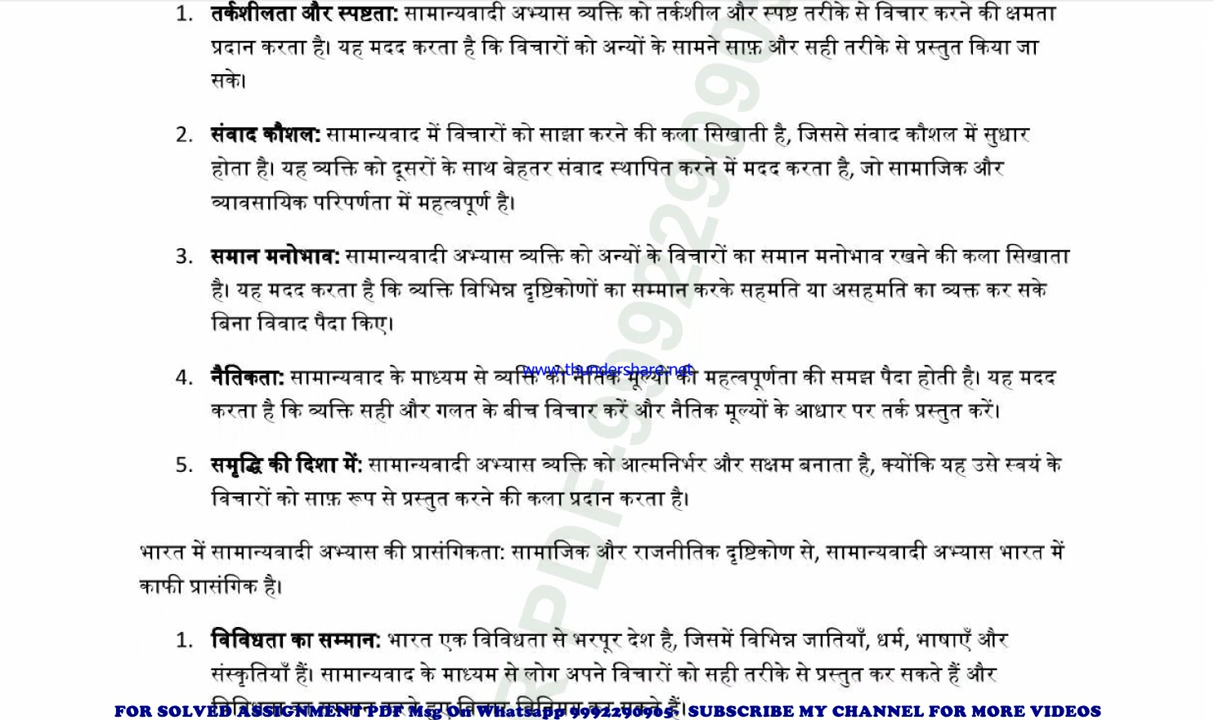 1. तर्कशीलता और स्पष्टता: सामान्यवादी अभ्यास व्यक्ति को तर्कशील और स्पष्ट तरीके से विचार करने की क्षमता
प्रदान करता है। यह मदद करता है कि विचारों को अन्यों के सामने साफ़ और सही तरीके से प्रस्तुत किया जा
सके।
2. संवाद कौशल: सामान्यवाद में विचारों को साझा करने की कला सिखाती है, जिससे संवाद कौशल में सुधार
होता है। यह व्यक्ति को दूसरों के साथ बेहतर संवाद स्थापित करने में मदद करता है, जो सामाजिक और
व्यावसायिक परिपर्णता में महत्वपूर्ण है।
3. समान मनोभाव: सामान्यवादी अभ्यास व्यक्ति को अन्यों के विचारों का समान मनोभाव रखने की कला सिखाता
है। यह मदद करता है कि व्यक्ति विभिन्न दृष्टिकोणों का सम्मान करके सहमति या असहमति का व्यक्त कर सके
बिना विवाद पैदा किए।
www.thundershare.net
4. नैतिकता: सामान्यवाद के माध्यम से व्यक्ति को नैतिक मूल्यों की महत्वपूर्णता की समझ पैदा होती है। यह मदद
करता है कि व्यक्ति सही और गलत के बीच विचार करें और नैतिक मूल्यों के आधार पर तर्क प्रस्तुत करें।
5. समृद्धि की दिशा में: सामान्यवादी अभ्यास व्यक्ति को आत्मनिर्भर और सक्षम बनाता है, क्योंकि यह उसे स्वयं के
विचारों को साफ़ रूप से प्रस्तुत करने की कला प्रदान करता है।
भारत में सामान्यवादी अभ्यास की प्रासंगिकता: सामाजिक और राजनीतिक दृष्टिकोण से, सामान्यवादी अभ्यास भारत में
काफी प्रासंगिक है।
1. विविधता का सम्मान: भारत एक विविधता से भरपूर देश है, जिसमें विभिन्न जातियाँ, धर्म, भाषाएँ और
संस्कृतियाँ हैं। सामान्यवाद के माध्यम से लोग अपने विचारों को सही तरीके से प्रस्तुत कर सकते हैं और
FOR SOLVED ASSIGNMENT PDF Msg On Whatsapp 9992290905 | SUBSCRIBE MY CHANNEL FOR MORE VIDEOS